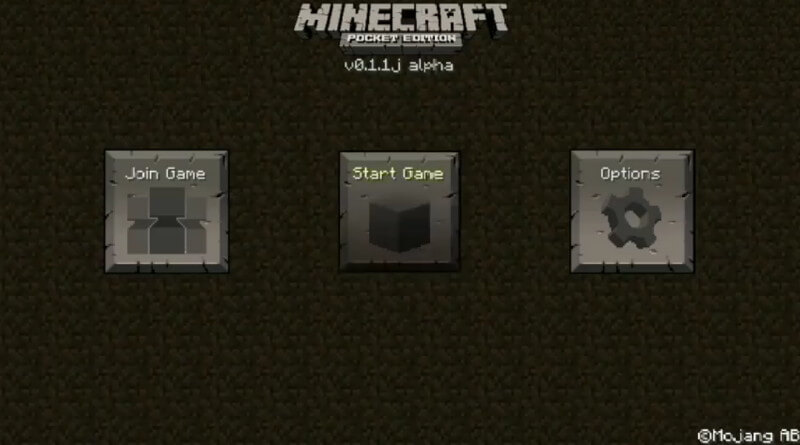 MINECRAFT
POCKET EDITION
v0.1.1j alpha
Join Game
Start Game
Options
©Mojang AB